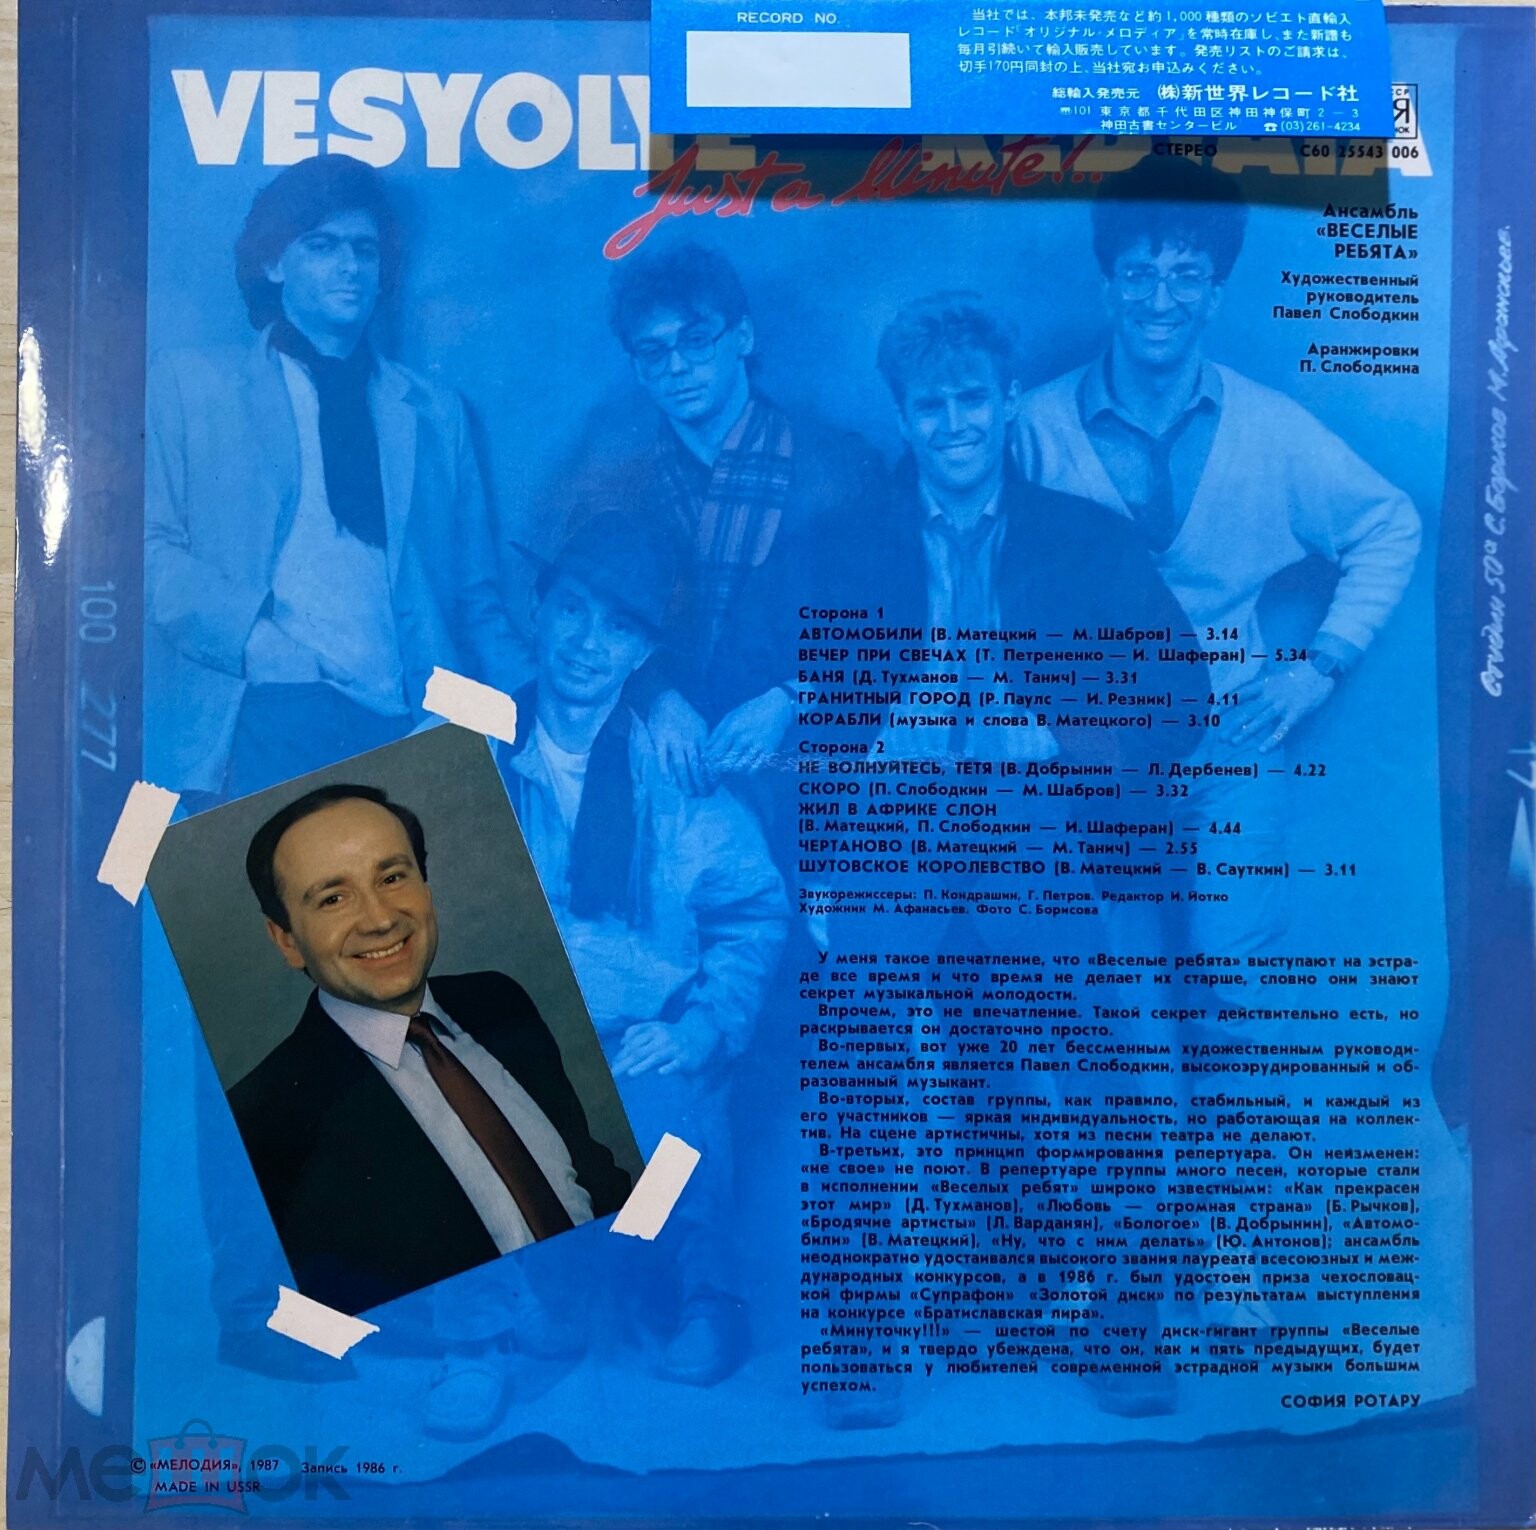 RECORD NO.
当社では、本邦未発売など約1,000種類のソビエト直輸入
レコード「オリジナル・メロディア」を常時在庫し、また新譜も
毎月引続いて輸入販売しています。発売リストのご請求は、
切手170円同封の上、当社宛お申込みください。
総輸入発売元 (株)新世界レコード社
〠101 東京都千代田区神田神保町2-3
神田古書センタービル ☎(03)261-4234
VESYOLYE REBYATA
Just a Minute!..
СТЕРЕО С60 25543 006
Ансамбль
«ВЕСЕЛЫЕ
РЕБЯТА»
Художественный
руководитель
Павел Слободкин
Аранжировки
П. Слободкина
Сторона 1
АВТОМОБИЛИ (В. Матецкий — М. Шабров) — 3.14
ВЕЧЕР ПРИ СВЕЧАХ (Т. Петрененко — И. Шаферан) — 5.34
БАНЯ (Д. Тухманов — М. Танич) — 3.31
ГРАНИТНЫЙ ГОРОД (Р. Паулс — И. Резник) — 4.11
КОРАБЛИ (музыка и слова В. Матецкого) — 3.10
Сторона 2
НЕ ВОЛНУЙТЕСЬ, ТЕТЯ (В. Добрынин — Л. Дербенев) — 4.22
СКОРО (П. Слободкин — М. Шабров) — 3.32
ЖИЛ В АФРИКЕ СЛОН
(В. Матецкий, П. Слободкин — И. Шаферан) — 4.44
ЧЕРТАНОВО (В. Матецкий — М. Танич) — 2.55
ШУТОВСКОЕ КОРОЛЕВСТВО (В. Матецкий — В. Сауткин) — 3.11
Звукорежиссеры: П. Кондрашин, Г. Петров. Редактор И. Йотко
Художник М. Афанасьев. Фото С. Борисова
У меня такое впечатление, что «Веселые ребята» выступают на эстра-
де все время и что время не делает их старше, словно они знают
секрет музыкальной молодости.
Впрочем, это не впечатление. Такой секрет действительно есть, но
раскрывается он достаточно просто.
Во-первых, вот уже 20 лет бессменным художественным руководи-
телем ансамбля является Павел Слободкин, высокоэрудированный и об-
разованный музыкант.
Во-вторых, состав группы, как правило, стабильный, и каждый из
его участников — яркая индивидуальность, но работающая на коллек-
тив. На сцене артистичны, хотя из песни театра не делают.
В-третьих, это принцип формирования репертуара. Он неизменен:
«не свое» не поют. В репертуаре группы много песен, которые стали
в исполнении «Веселых ребят» широко известными: «Как прекрасен
этот мир» (Д. Тухманов), «Любовь — огромная страна» (Б. Рычков),
«Бродячие артисты» (Л. Варданян), «Бологое» (В. Добрынин), «Автомо-
били» (В. Матецкий), «Ну, что с ним делать» (Ю. Антонов); ансамбль
неоднократно удостаивался высокого звания лауреата всесоюзных и меж-
дународных конкурсов, а в 1986 г. был удостоен приза чехословац-
кой фирмы «Супрафон» «Золотой диск» по результатам выступления
на конкурсе «Братиславская лира».
«Минуточку!!!» — шестой по счету диск-гигант группы «Веселые
ребята», и я твердо убеждена, что он, как и пять предыдущих, будет
пользоваться у любителей современной эстрадной музыки большим
успехом.
СОФИЯ РОТАРУ
100 277
© «МЕЛОДИЯ», 1987 Запись 1986 г.
MADE IN USSR
мешок